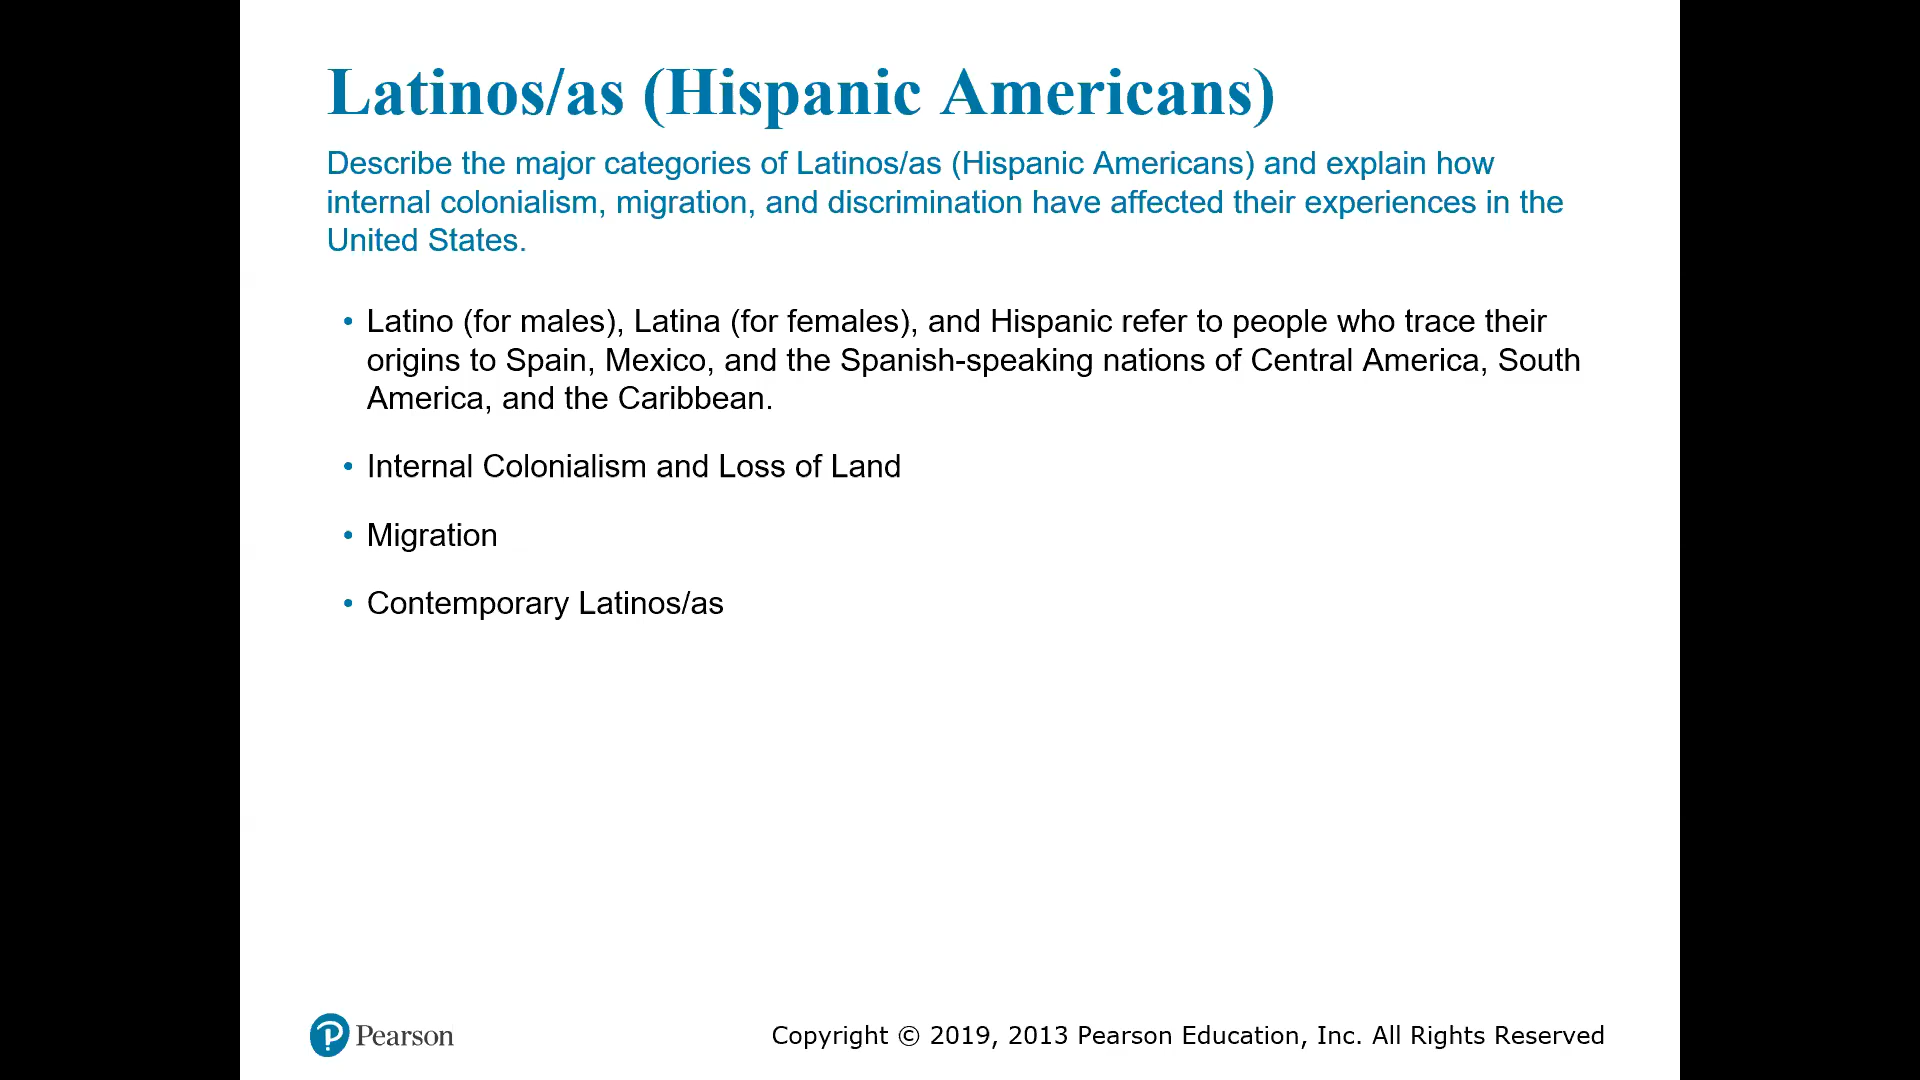 Latinos/as (Hispanic Americans)
Describe the major categories of Latinos/as (Hispanic Americans) and explain how
internal colonialism, migration, and discrimination have affected their experiences in the
United States.
• Latino (for males), Latina (for females), and Hispanic refer to people who trace their
origins to Spain, Mexico, and the Spanish-speaking nations of Central America, South
America, and the Caribbean.
• Internal Colonialism and Loss of Land
• Migration
• Contemporary Latinos/as
Pearson
Copyright © 2019, 2013 Pearson Education, Inc. All Rights Reserved